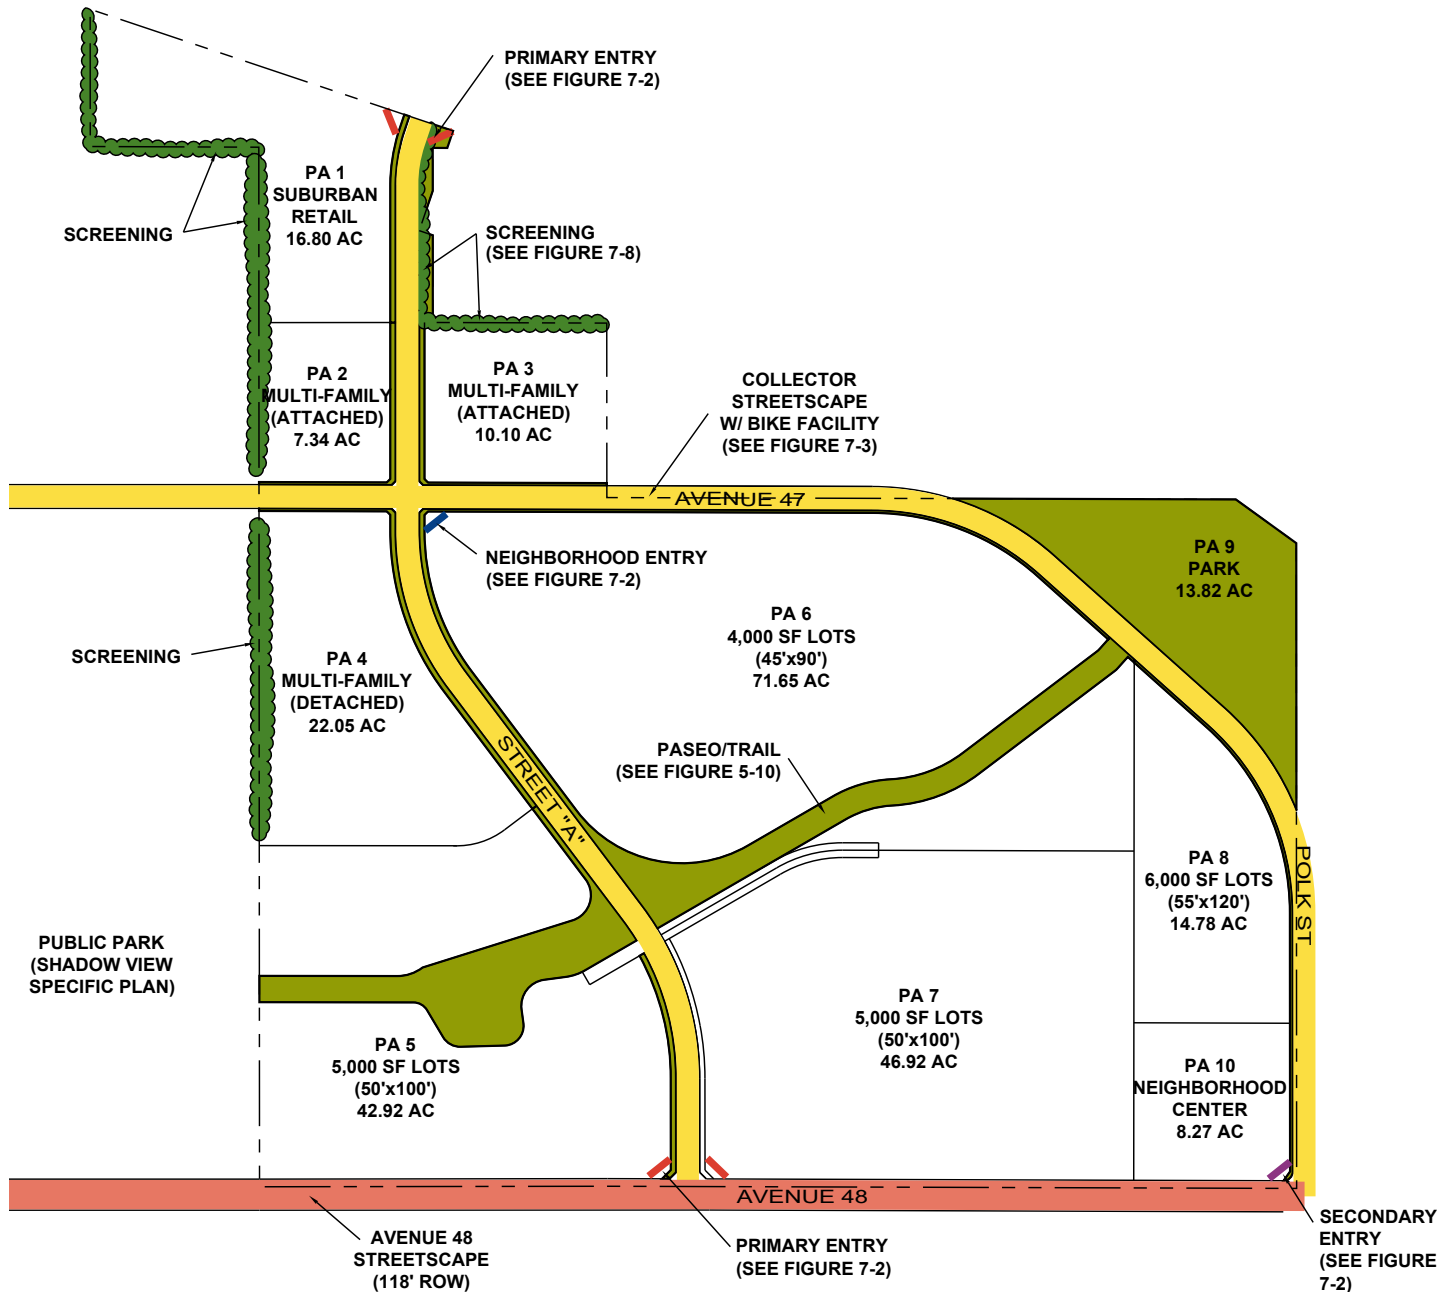 PRIMARY ENTRY
(SEE FIGURE 7-2)
PA 1
SUBURBAN
RETAIL
16.80 AC
SCREENING
SCREENING
(SEE FIGURE 7-8)
PA 2
MULTI-FAMILY
(ATTACHED)
7.34 AC
PA 3
MULTI-FAMILY
(ATTACHED)
10.10 AC
COLLECTOR
STREETSCAPE
W/ BIKE FACILITY
(SEE FIGURE 7-3)
AVENUE 47
NEIGHBORHOOD ENTRY
(SEE FIGURE 7-2)
PA 9
PARK
13.82 AC
PA 6
4,000 SF LOTS
(45'x90')
71.65 AC
SCREENING
PA 4
MULTI-FAMILY
(DETACHED)
22.05 AC
STREET "A"
PASEO/TRAIL
(SEE FIGURE 5-10)
PA 8
6,000 SF LOTS
(55'x120')
14.78 AC
POLK ST
PUBLIC PARK
(SHADOW VIEW
SPECIFIC PLAN)
PA 7
5,000 SF LOTS
(50'x100')
46.92 AC
PA 5
5,000 SF LOTS
(50'x100')
42.92 AC
PA 10
NEIGHBORHOOD
CENTER
8.27 AC
AVENUE 48
AVENUE 48
STREETSCAPE
(118' ROW)
PRIMARY ENTRY
(SEE FIGURE 7-2)
SECONDARY
ENTRY
(SEE FIGURE
7-2)